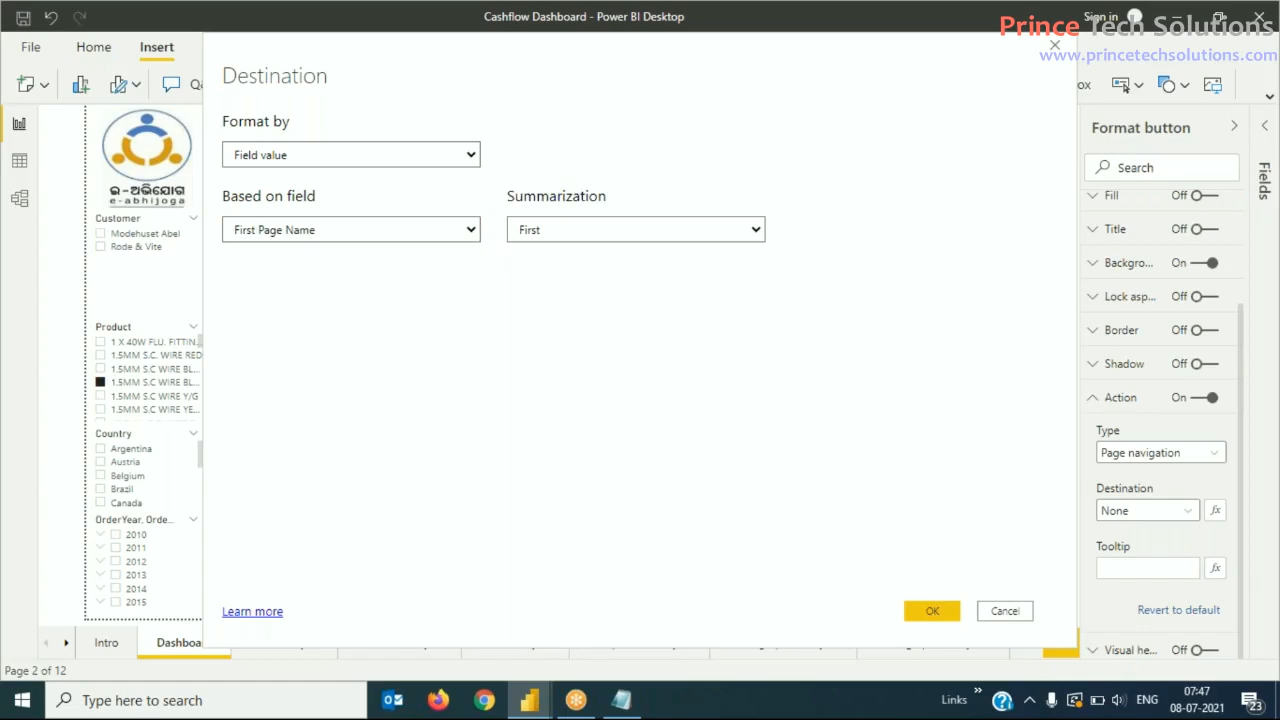 Cashflow Dashboard - Power BI Desktop
Sign in
Prince Tech Solutions
www.princetechsolutions.com
File
Home
Insert
Destination
Format by
Field value
Based on field
Summarization
First Page Name
First
Learn more
OK
Cancel
ଇ-ଅଭିଯୋଗ
e-abhijoga
Customer
Modehuset Abel
Rode & Vite
Product
1 X 40W FLU. FITTIN...
1.5MM S.C. WIRE RED
1.5MM S.C WIRE BL...
1.5MM S.C WIRE BL...
1.5MM S.C WIRE Y/G
1.5MM S.C WIRE YE...
Country
Argentina
Austria
Belgium
Brazil
Canada
OrderYear, Orde...
2010
2011
2012
2013
2014
2015
Format button
Search
Fill Off
Title Off
Backgro... On
Lock asp... Off
Border Off
Shadow Off
Action On
Type
Page navigation
Destination
None
fx
Tooltip
fx
Revert to default
Visual he... Off
Fields
Intro
Dashboa
Page 2 of 12
Type here to search
Links
ENG
07:47
08-07-2021
23